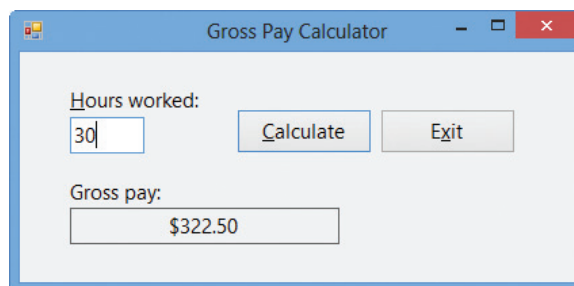 Gross Pay Calculator
Hours worked:
30
Calculate
Exit
Gross pay:
$322.50